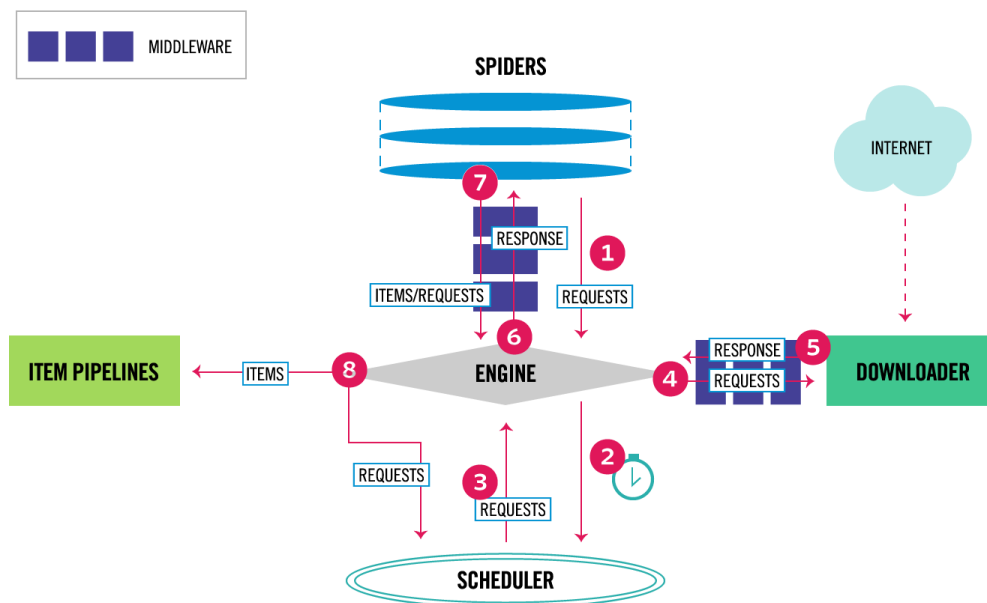 MIDDLEWARE
SPIDERS
INTERNET
7
RESPONSE
1
ITEMS/REQUESTS
REQUESTS
6
5
RESPONSE
ITEM PIPELINES
ITEMS
8
ENGINE
4
REQUESTS
DOWNLOADER
2
REQUESTS
3
REQUESTS
SCHEDULER